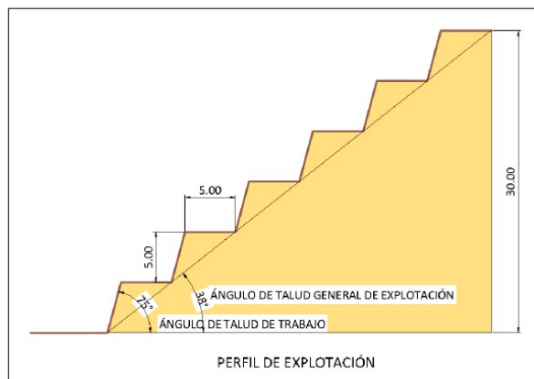 5.00
30.00
5.00
75°
38°
ÁNGULO DE TALUD GENERAL DE EXPLOTACIÓN
ÁNGULO DE TALUD DE TRABAJO
PERFIL DE EXPLOTACIÓN